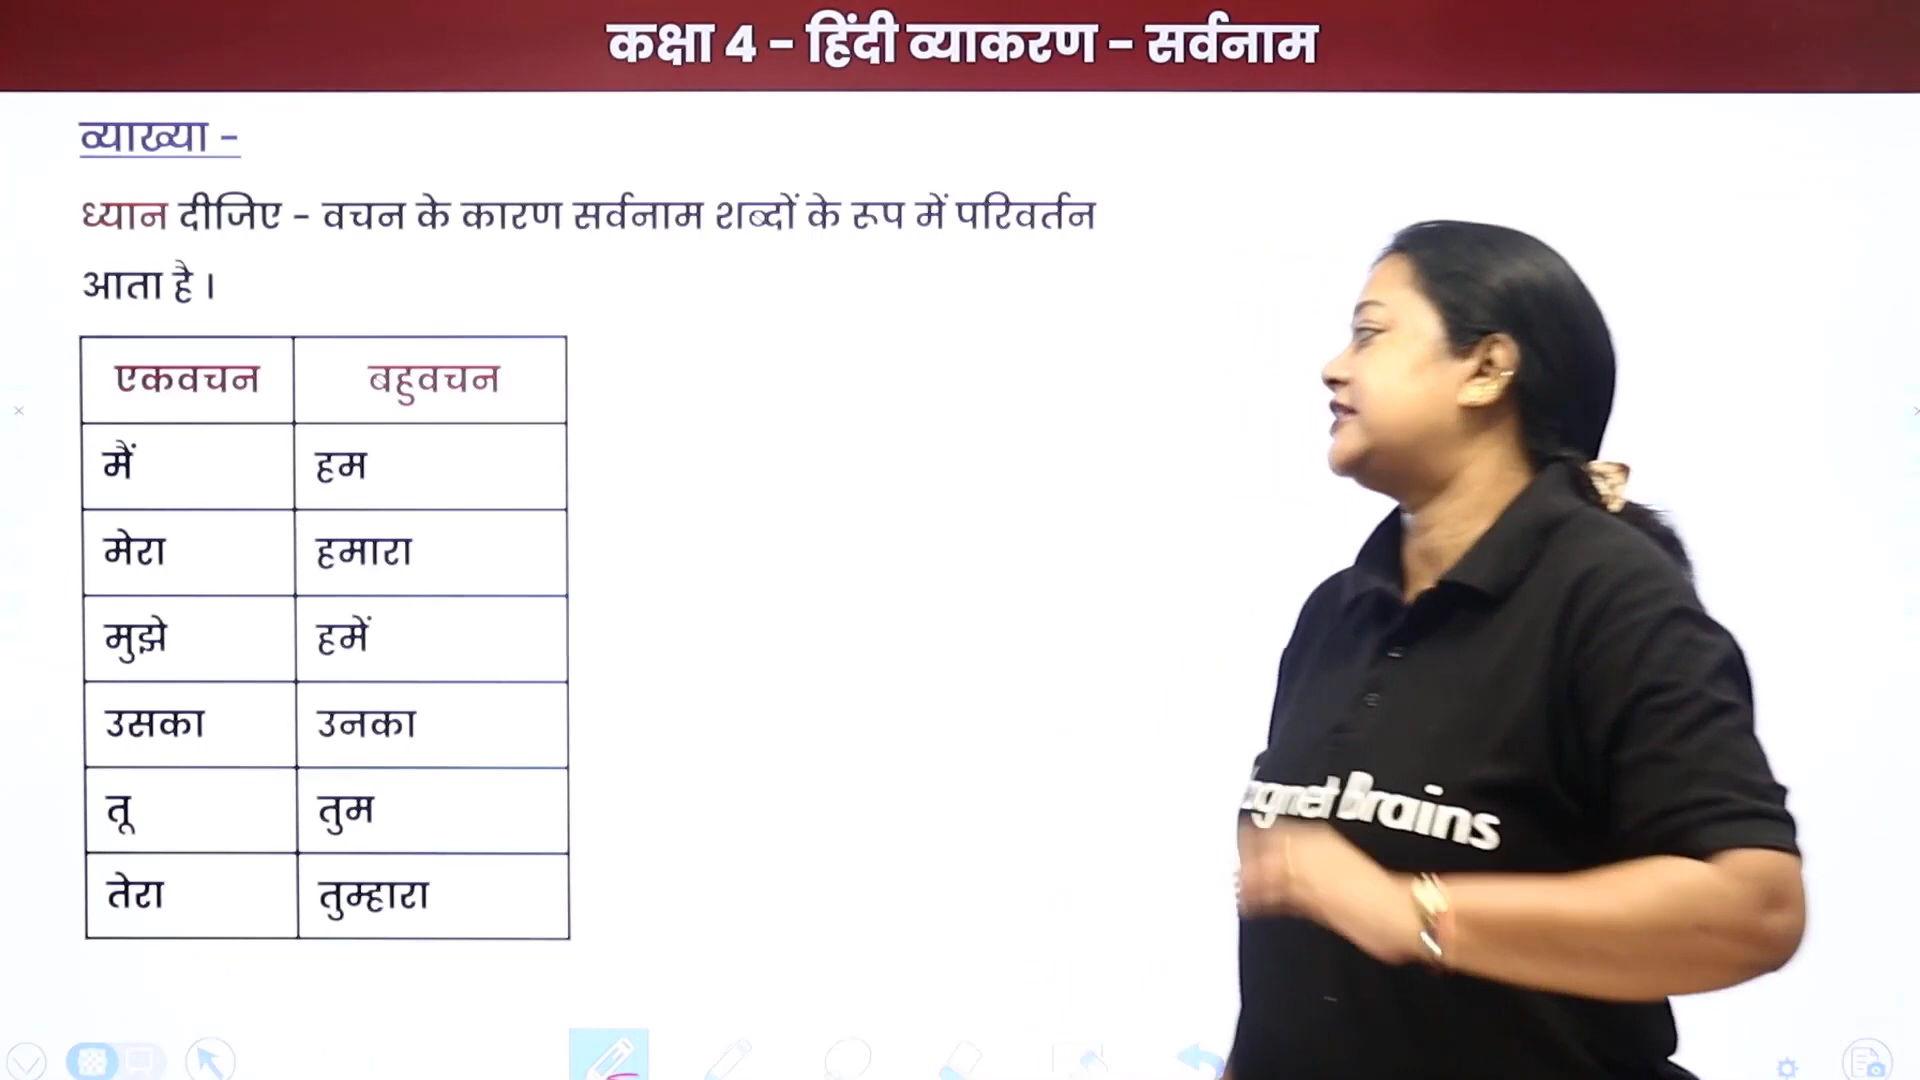 कक्षा 4 - हिंदी व्याकरण - सर्वनाम
व्याख्या -
ध्यान दीजिए - वचन के कारण सर्वनाम शब्दों के रूप में परिवर्तन
आता है ।
एकवचन बहुवचन
मैं हम
मेरा हमारा
मुझे हमें
उसका उनका
तू तुम
तेरा तुम्हारा
Brains